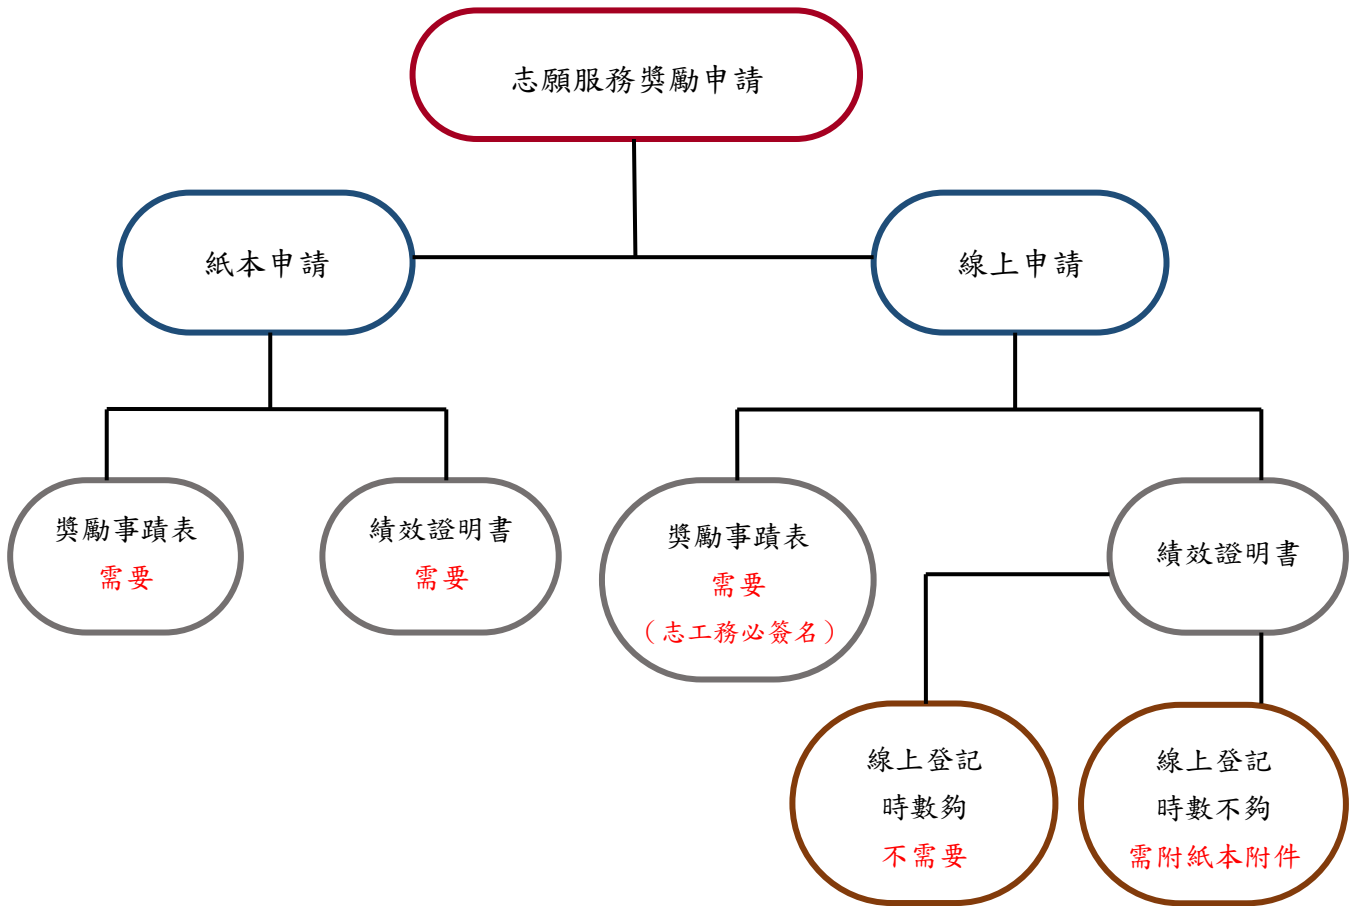 志願服務獎勵申請
紙本申請
線上申請
獎勵事蹟表
需要
績效證明書
需要
獎勵事蹟表
需要
（志工務必簽名）
績效證明書
線上登記
時數夠
不需要
線上登記
時數不夠
需附紙本附件